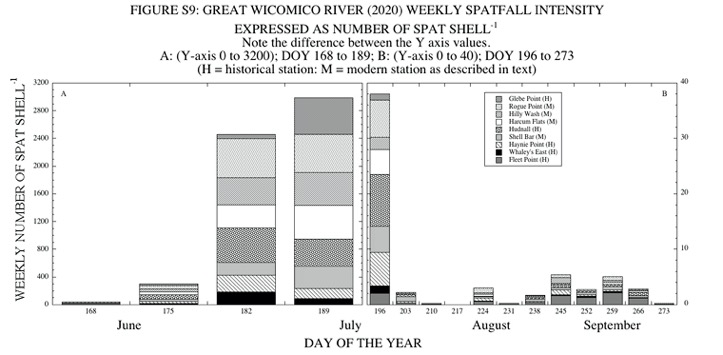 FIGURE S9: GREAT WICOMICO RIVER (2020) WEEKLY SPATFALL INTENSITY
EXPRESSED AS NUMBER OF SPAT SHELL-1
Note the difference between the Y axis values.
A: (Y-axis 0 to 3200); DOY 168 to 189; B: (Y-axis 0 to 40); DOY 196 to 273
(H = historical station: M = modern station as described in text)
WEEKLY NUMBER OF SPAT SHELL-1
3200
2800
2400
2000
1600
1200
800
400
0
A
B
Glebe Point (H)
Rogue Point (M)
Hilly Wash (M)
Harcum Flats (M)
Hudnall (H)
Shell Bar (M)
Haynie Point (H)
Whaley's East (H)
Fleet Point (H)
40
30
20
10
0
168 175 182 189 196 203 210 217 224 231 238 245 252 259 266 273
June July August September
DAY OF THE YEAR